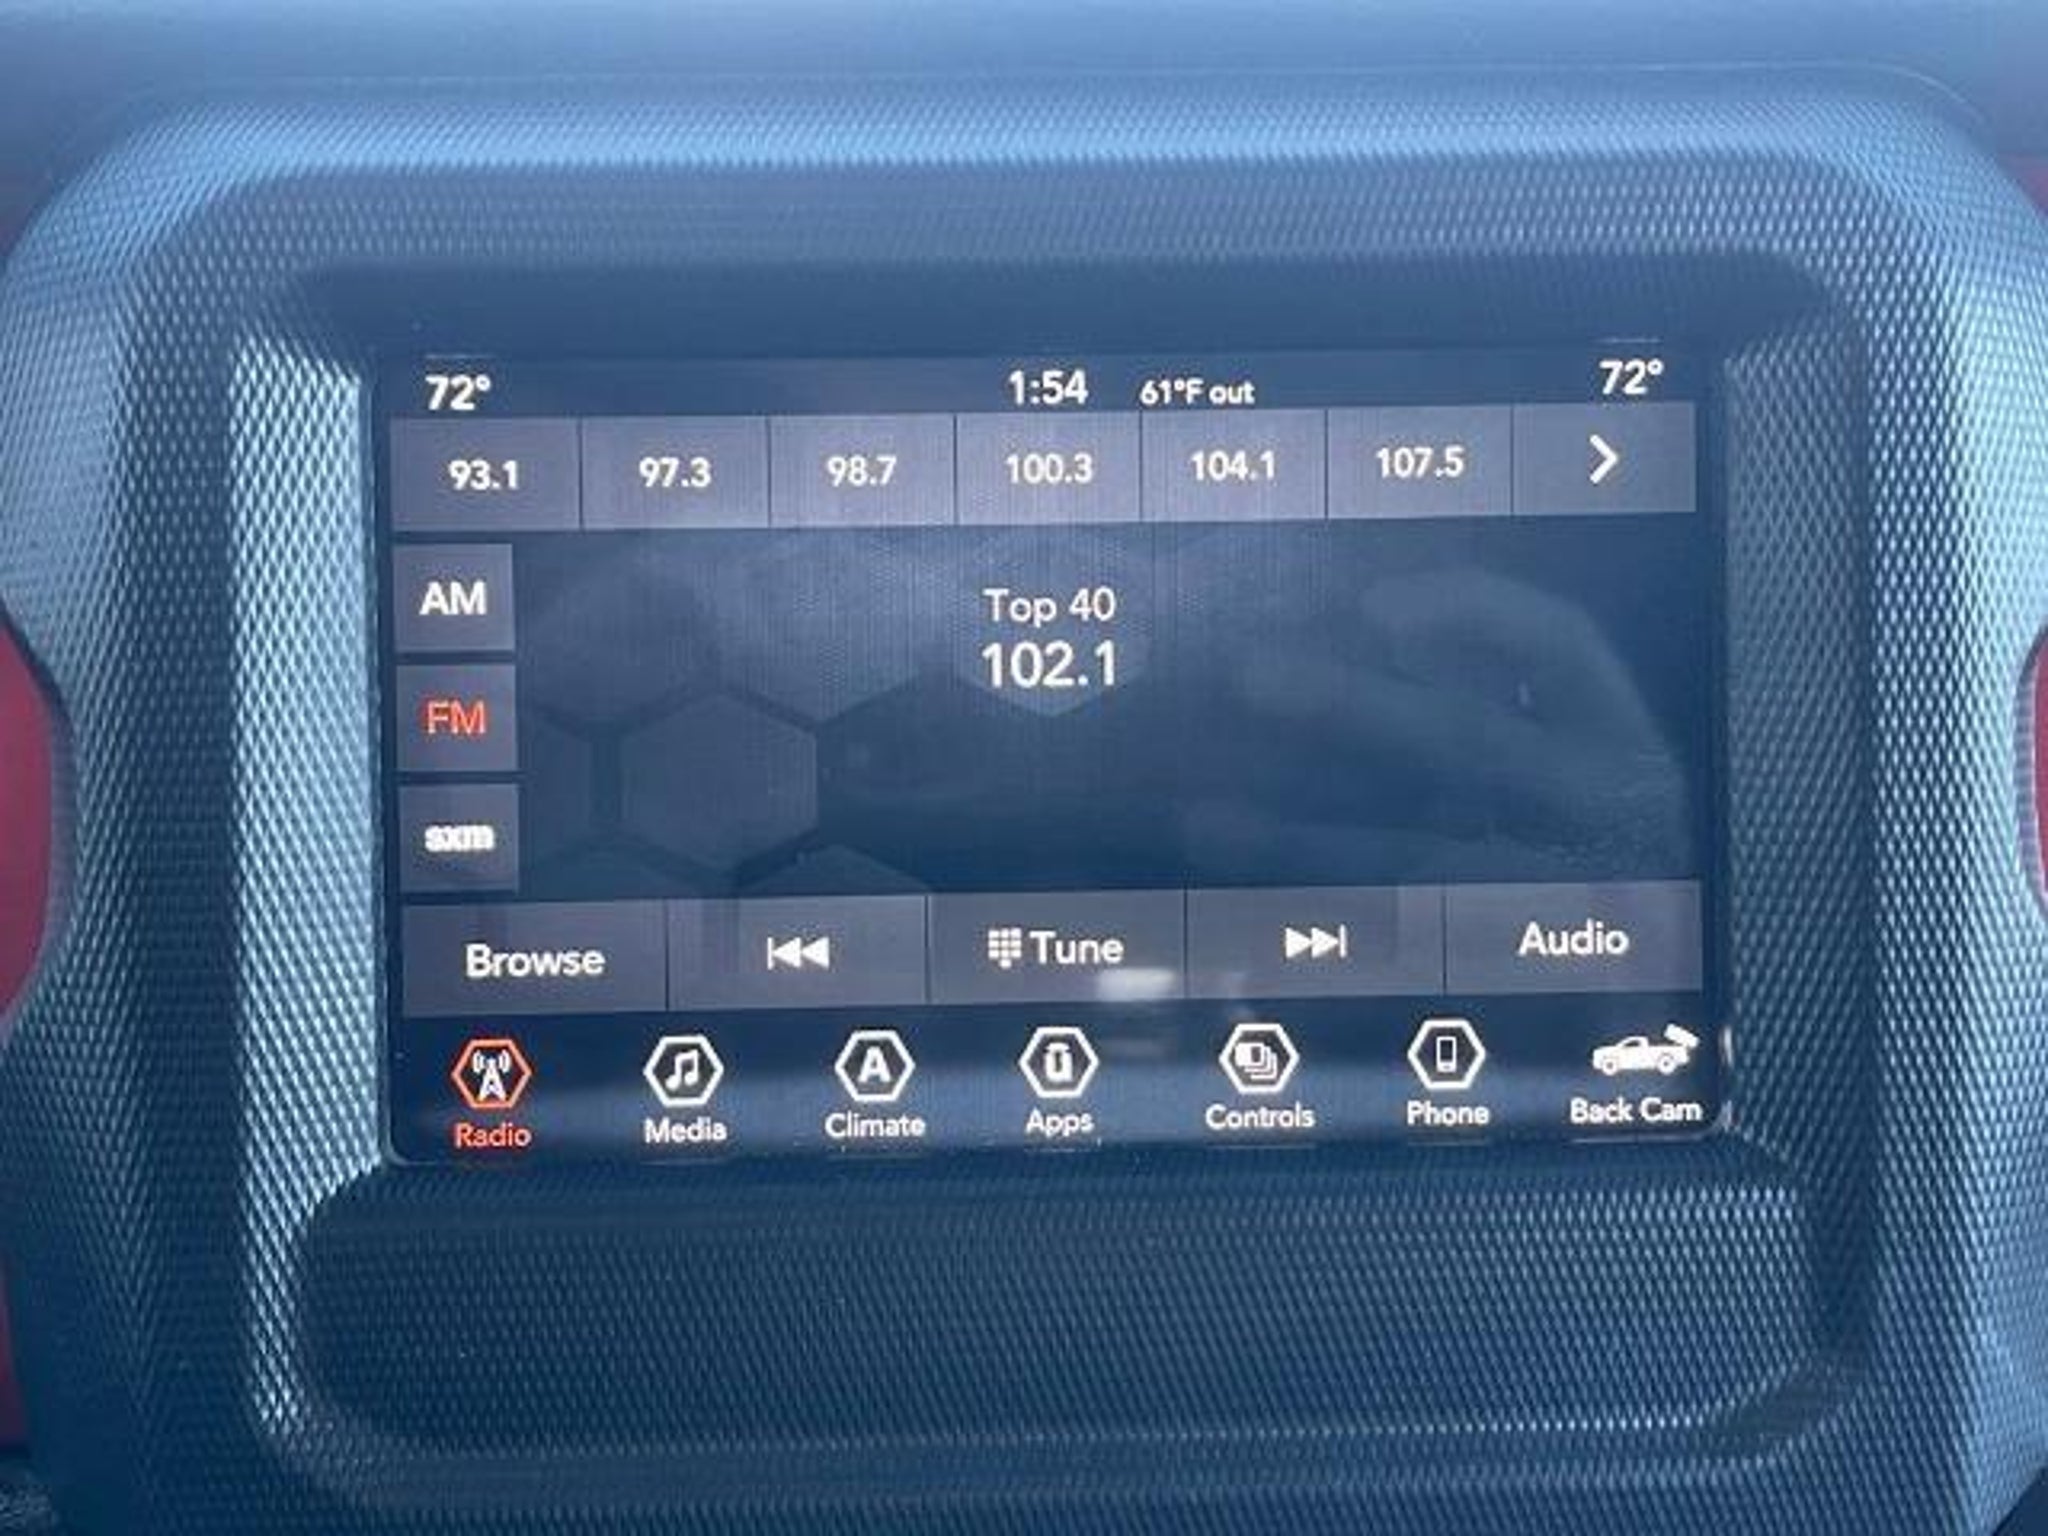 72° 1:54 61°F out 72°
93.1 97.3 98.7 100.3 104.1 107.5
AM
Top 40
102.1
FM
sxm
Browse Tune Audio
A
Radio Media Climate Apps Controls Phone Back Cam